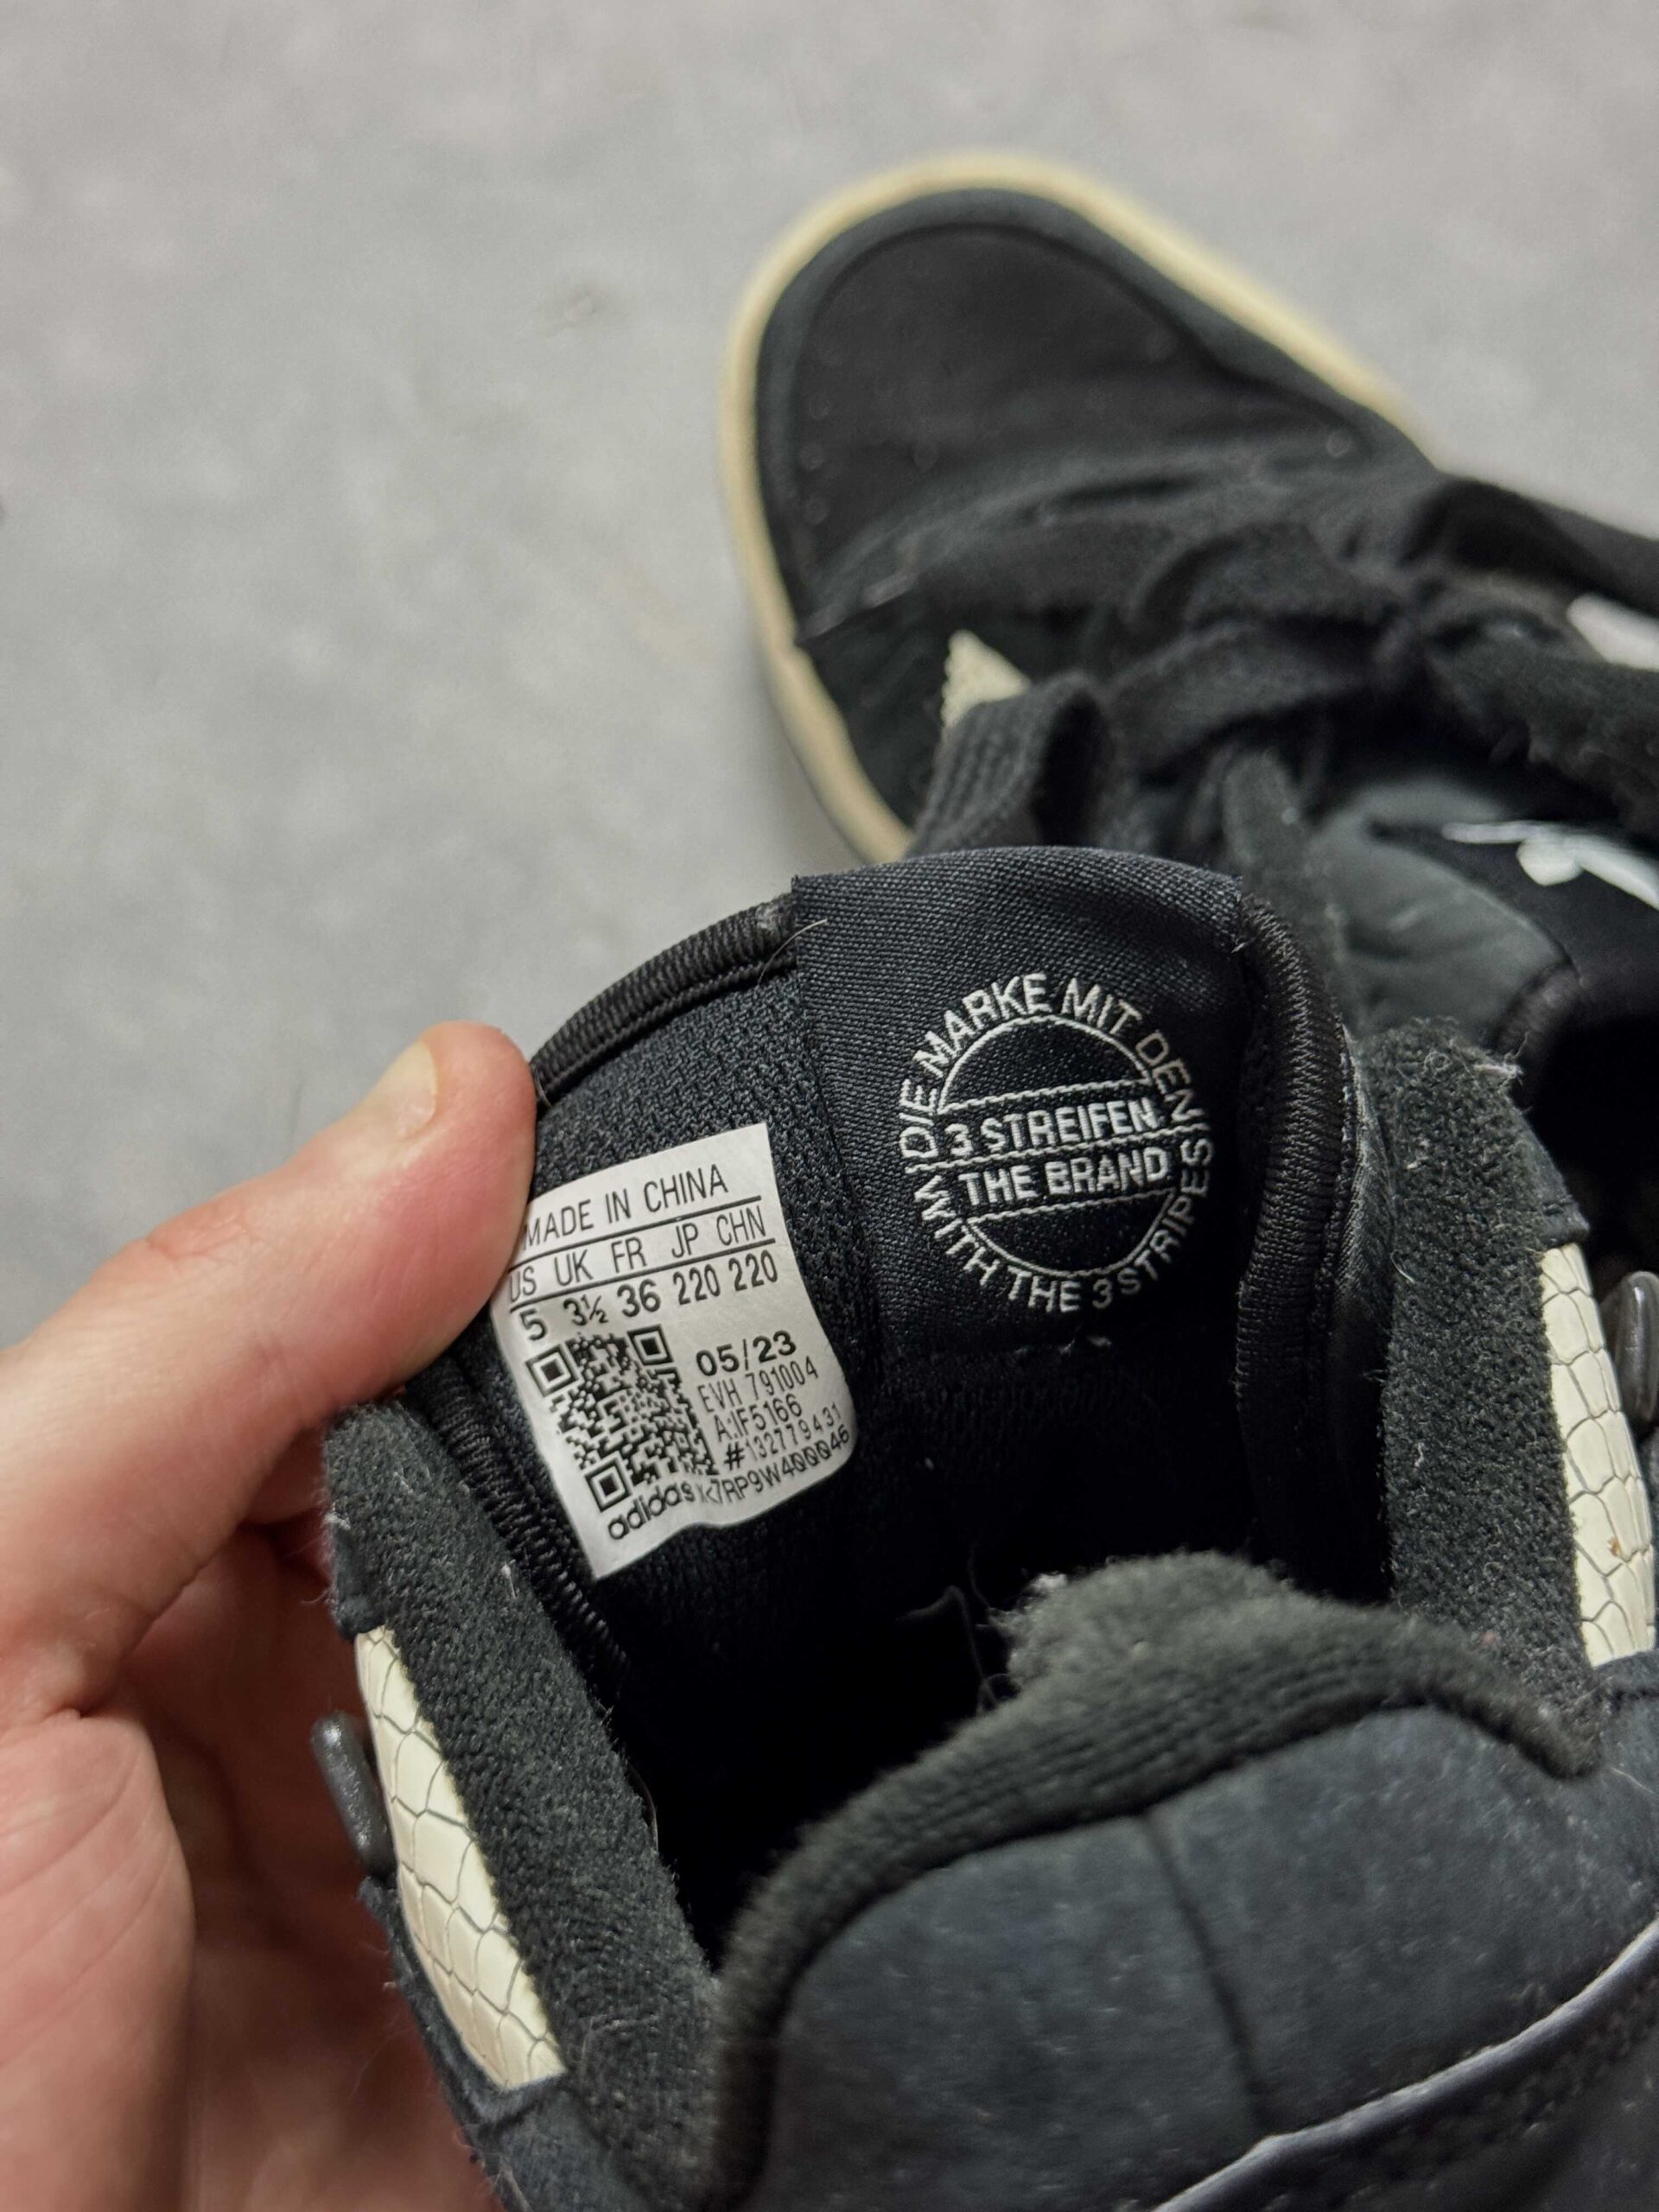 MADE IN CHINA
US UK FR JP CHN
5 3½ 36 220 220
05/23
EVH 791004
A:IF5166
#132779431
adidas
DIE MARKE MIT DEN
3 STREIFEN
THE BRAND
WITH THE 3 STRIPES